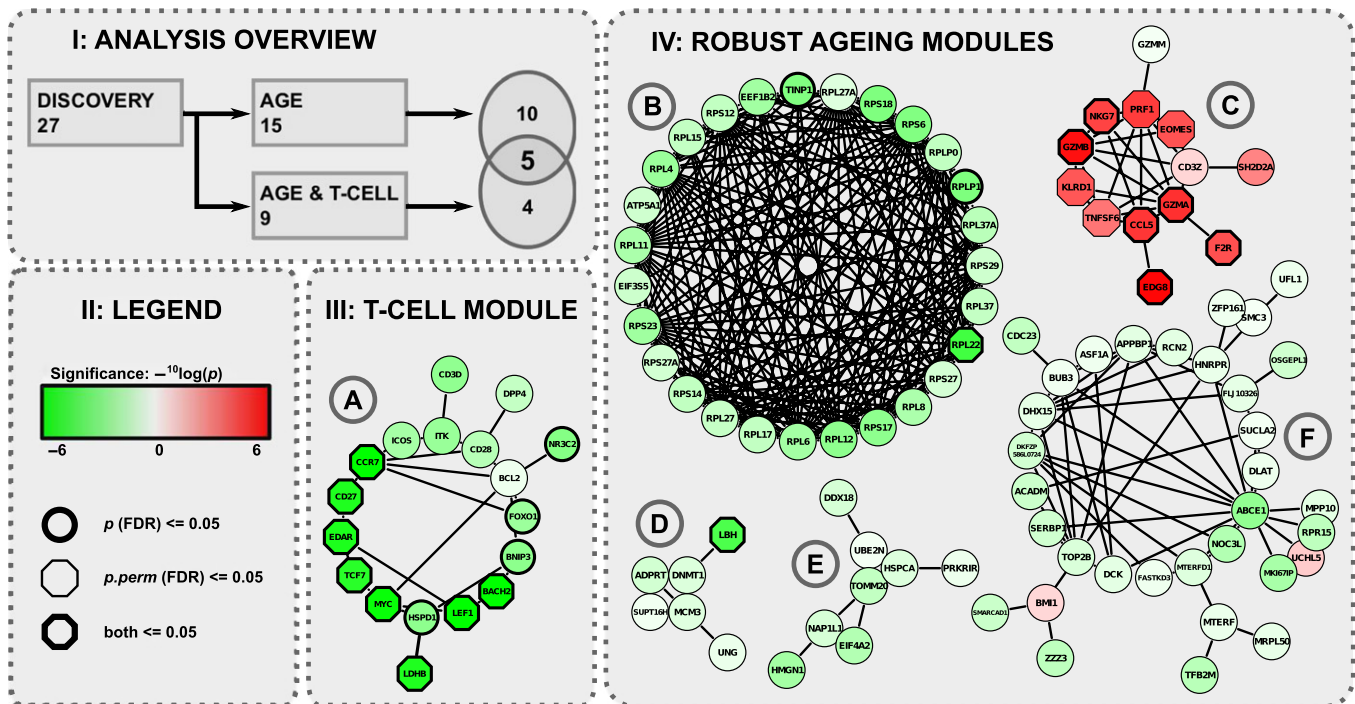 I: ANALYSIS OVERVIEW
DISCOVERY
27
AGE
15
AGE & T-CELL
9
10
5
4
II: LEGEND
Significance: −¹⁰log(p)
−6
0
6
p (FDR) <= 0.05
p.perm (FDR) <= 0.05
both <= 0.05
III: T-CELL MODULE
A
CD3D
DPP4
ICOS
ITK
CD28
NR3C2
CCR7
BCL2
CD27
FOXO1
EDAR
BNIP3
TCF7
BACH2
MYC
HSPD1
LEF1
LDHB
IV: ROBUST AGEING MODULES
B
TINP1
RPL27A
EEF1B2
RPS18
RPS12
RPS6
RPL15
RPLP0
RPL4
RPLP1
ATP5A1
RPL37A
RPL11
RPS29
EIF3S5
RPL37
RPS23
RPL22
RPS27A
RPS27
RPS14
RPL8
RPL27
RPS17
RPL17
RPL6
RPL12
C
GZMM
NKG7
PRF1
EOMES
GZMB
CD3Z
SH2D2A
KLRD1
GZMA
TNFSF6
CCL5
F2R
EDG8
D
LBH
ADPRT
DNMT1
SUPT16H
MCM3
UNG
E
DDX18
UBE2N
HSPCA
PRKRIR
TOMM20
NAP1L1
EIF4A2
HMGN1
F
UFL1
ZFP161
SMC3
CDC23
ASF1A
APPBP1
RCN2
HNRPR
OSGEPL1
BUB3
FLJ10326
DHX15
SUCLA2
DKFZP
586L0724
DLAT
ACADM
ABCE1
MPP10
SERBP1
RPR15
NOC3L
UCHL5
TOP2B
DCK
FASTKD3
MTERFD1
MKI67IP
BMI1
SMARCAD1
MTERF
MRPL50
ZZZ3
TFB2M